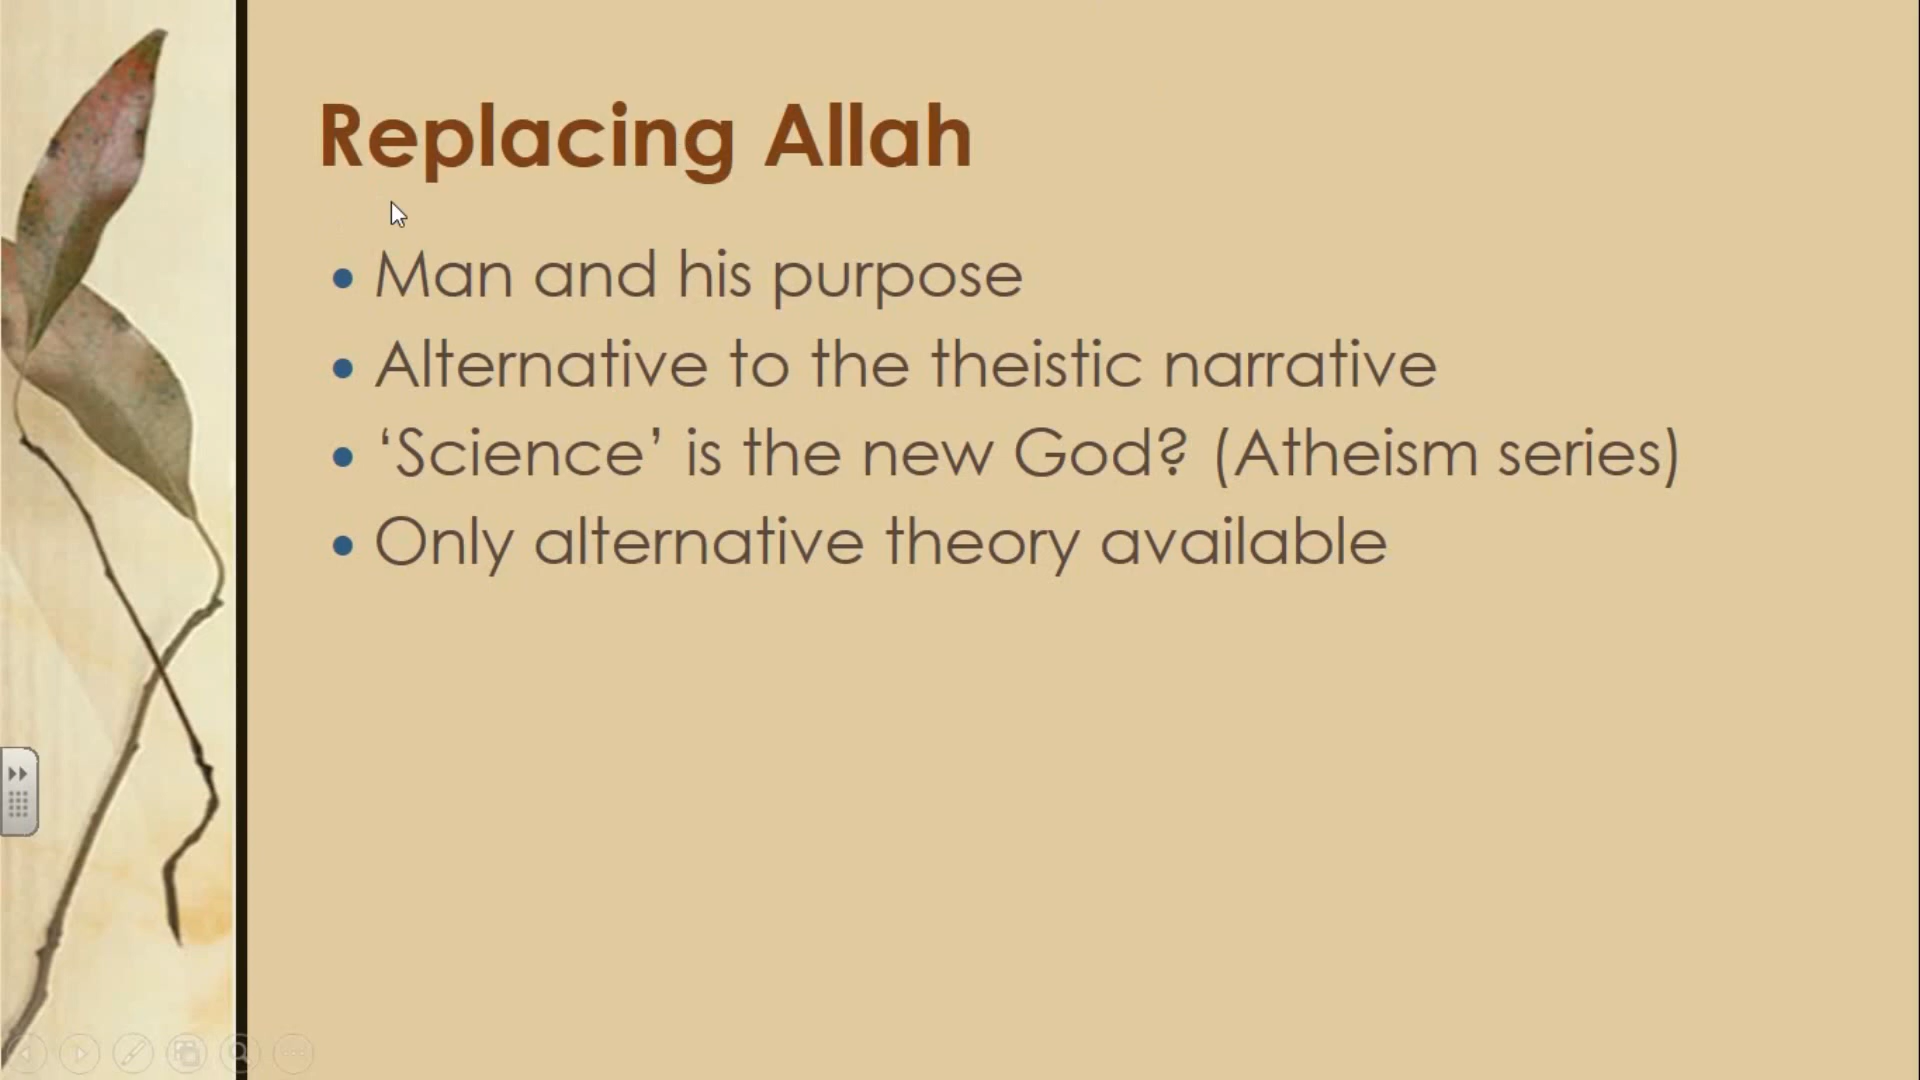 Replacing Allah
• Man and his purpose
• Alternative to the theistic narrative
• ‘Science’ is the new God? (Atheism series)
• Only alternative theory available